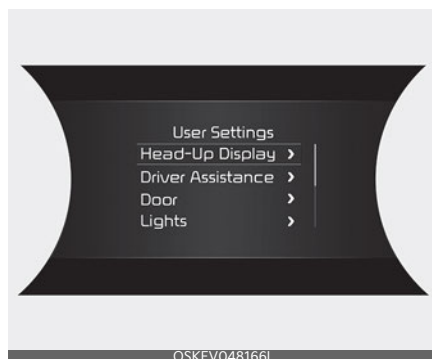 User Settings
Head-Up Display >
Driver Assistance >
Door >
Lights >
OSKEV048166L